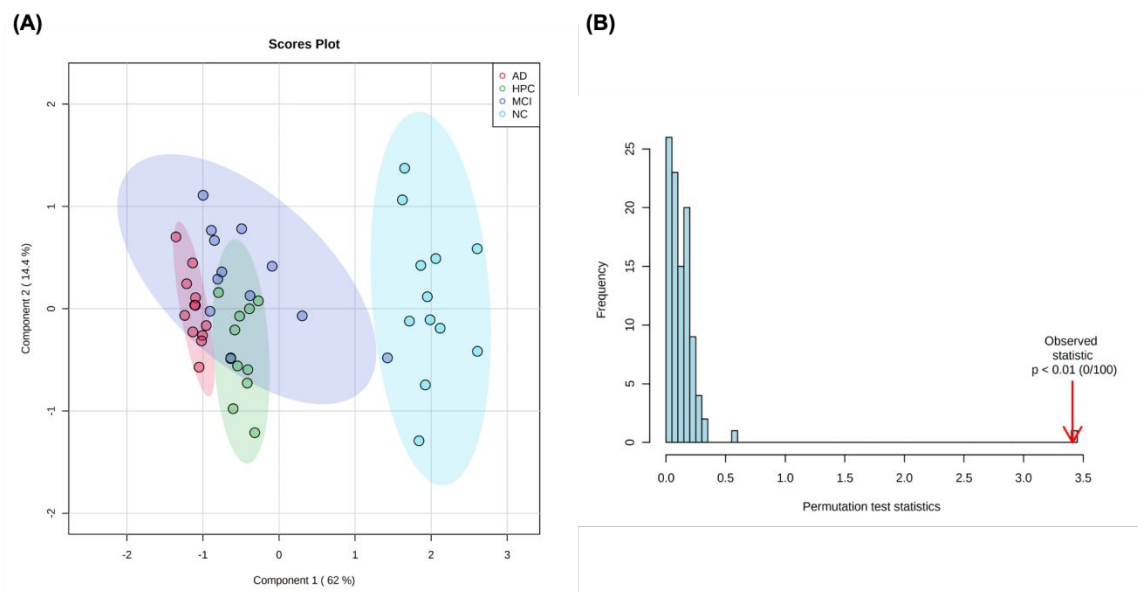 (A)
Scores Plot
AD
HPC
MCI
NC
2
1
0
-1
-2
Component 2 ( 14.4 %)
-2
-1
0
1
2
3
Component 1 ( 62 %)
(B)
25
20
15
10
5
0
Frequency
Observed
statistic
p < 0.01 (0/100)
0.0
0.5
1.0
1.5
2.0
2.5
3.0
3.5
Permutation test statistics